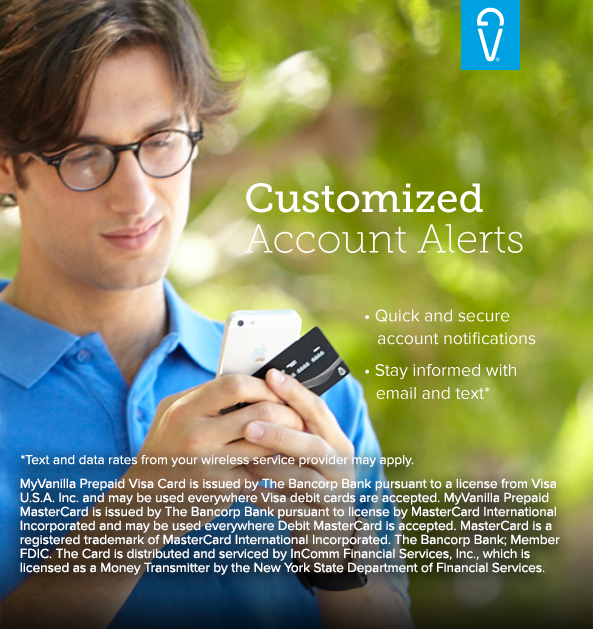 Customized
Account Alerts
• Quick and secure
account notifications
• Stay informed with
email and text*
*Text and data rates from your wireless service provider may apply.
MyVanilla Prepaid Visa Card is issued by The Bancorp Bank pursuant to a license from Visa
U.S.A. Inc. and may be used everywhere Visa debit cards are accepted. MyVanilla Prepaid
MasterCard is issued by The Bancorp Bank pursuant to license by MasterCard International
Incorporated and may be used everywhere Debit MasterCard is accepted. MasterCard is a
registered trademark of MasterCard International Incorporated. The Bancorp Bank; Member
FDIC. The Card is distributed and serviced by InComm Financial Services, Inc., which is
licensed as a Money Transmitter by the New York State Department of Financial Services.